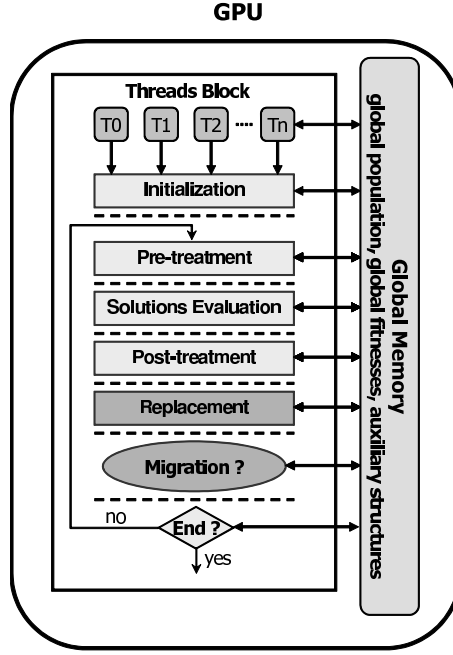 GPU
Threads Block
T0 T1 T2 .... Tn
Initialization
Pre-treatment
Solutions Evaluation
Post-treatment
Replacement
Migration ?
End ?
no
yes
Global Memory
global population, global fitnesses, auxiliary structures